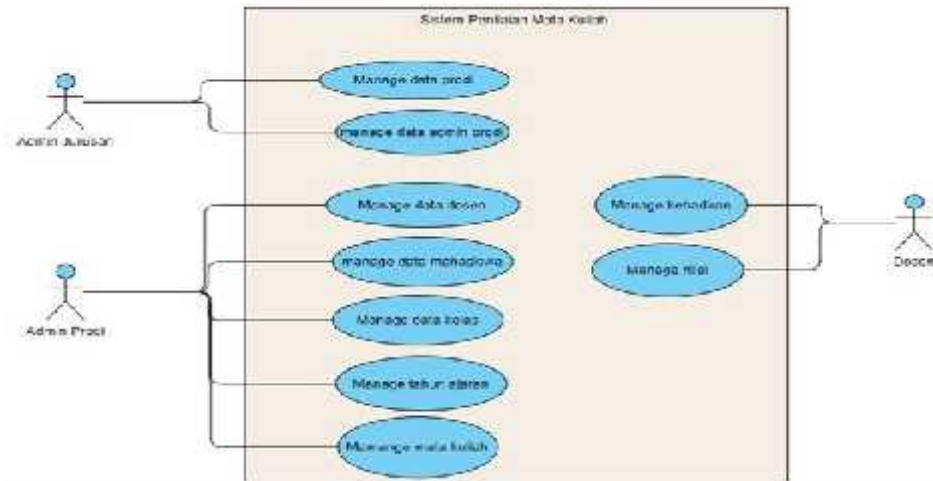 Sistem Penilaian Mata Kuliah
Manage data prodi
manage data admin prodi
Admin Jurusan
Manage data dosen
manage data mahasiswa
Manage data kelas
Manage tahun ajaran
Mamange mata kuliah
Admin Prodi
Manage kehadiran
Manage nilai
Dosen